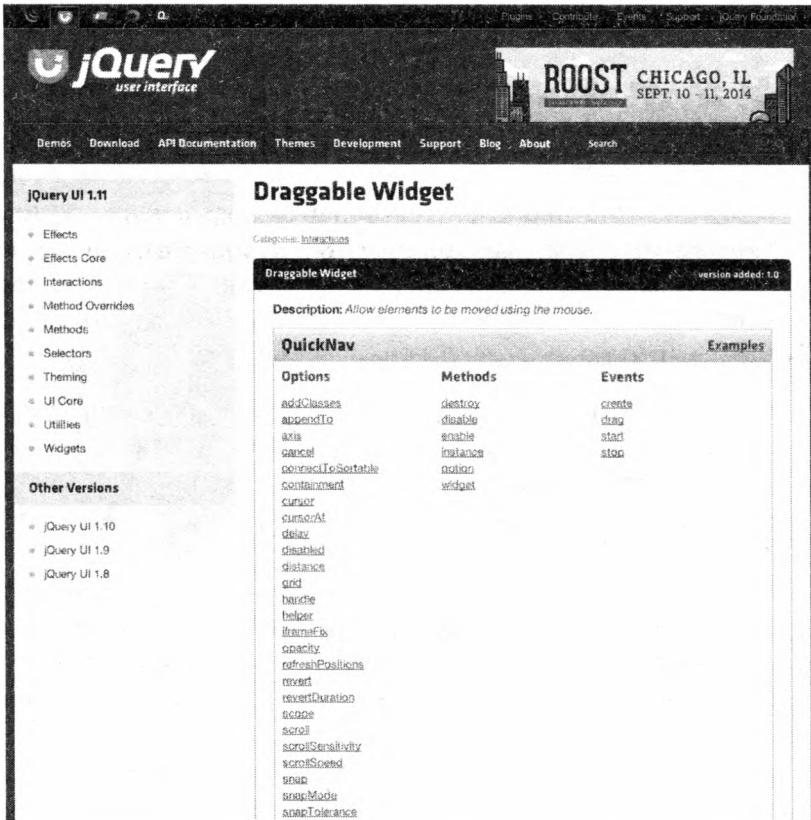 Plugins Contribute Events Support jQuery Foundation
jQuery
user interface
ROOST CHICAGO, IL
SEPT. 10 - 11, 2014
Demos Download API Documentation Themes Development Support Blog About Search
jQuery UI 1.11
Effects
Effects Core
Interactions
Method Overrides
Methods
Selectors
Theming
UI Core
Utilities
Widgets
Other Versions
jQuery UI 1.10
jQuery UI 1.9
jQuery UI 1.8
Draggable Widget
Categories: Interactions
Draggable Widget version added: 1.0
Description: Allow elements to be moved using the mouse.
QuickNav Examples
Options Methods Events
addClasses destroy create
appendTo disable drag
axis enable start
cancel instance stop
connectToSortable option
containment widget
cursor
cursorAt
delay
disabled
distance
grid
handle
helper
iframeFix
opacity
refreshPositions
revert
revertDuration
scope
scroll
scrollSensitivity
scrollSpeed
snap
snapMode
snapTolerance